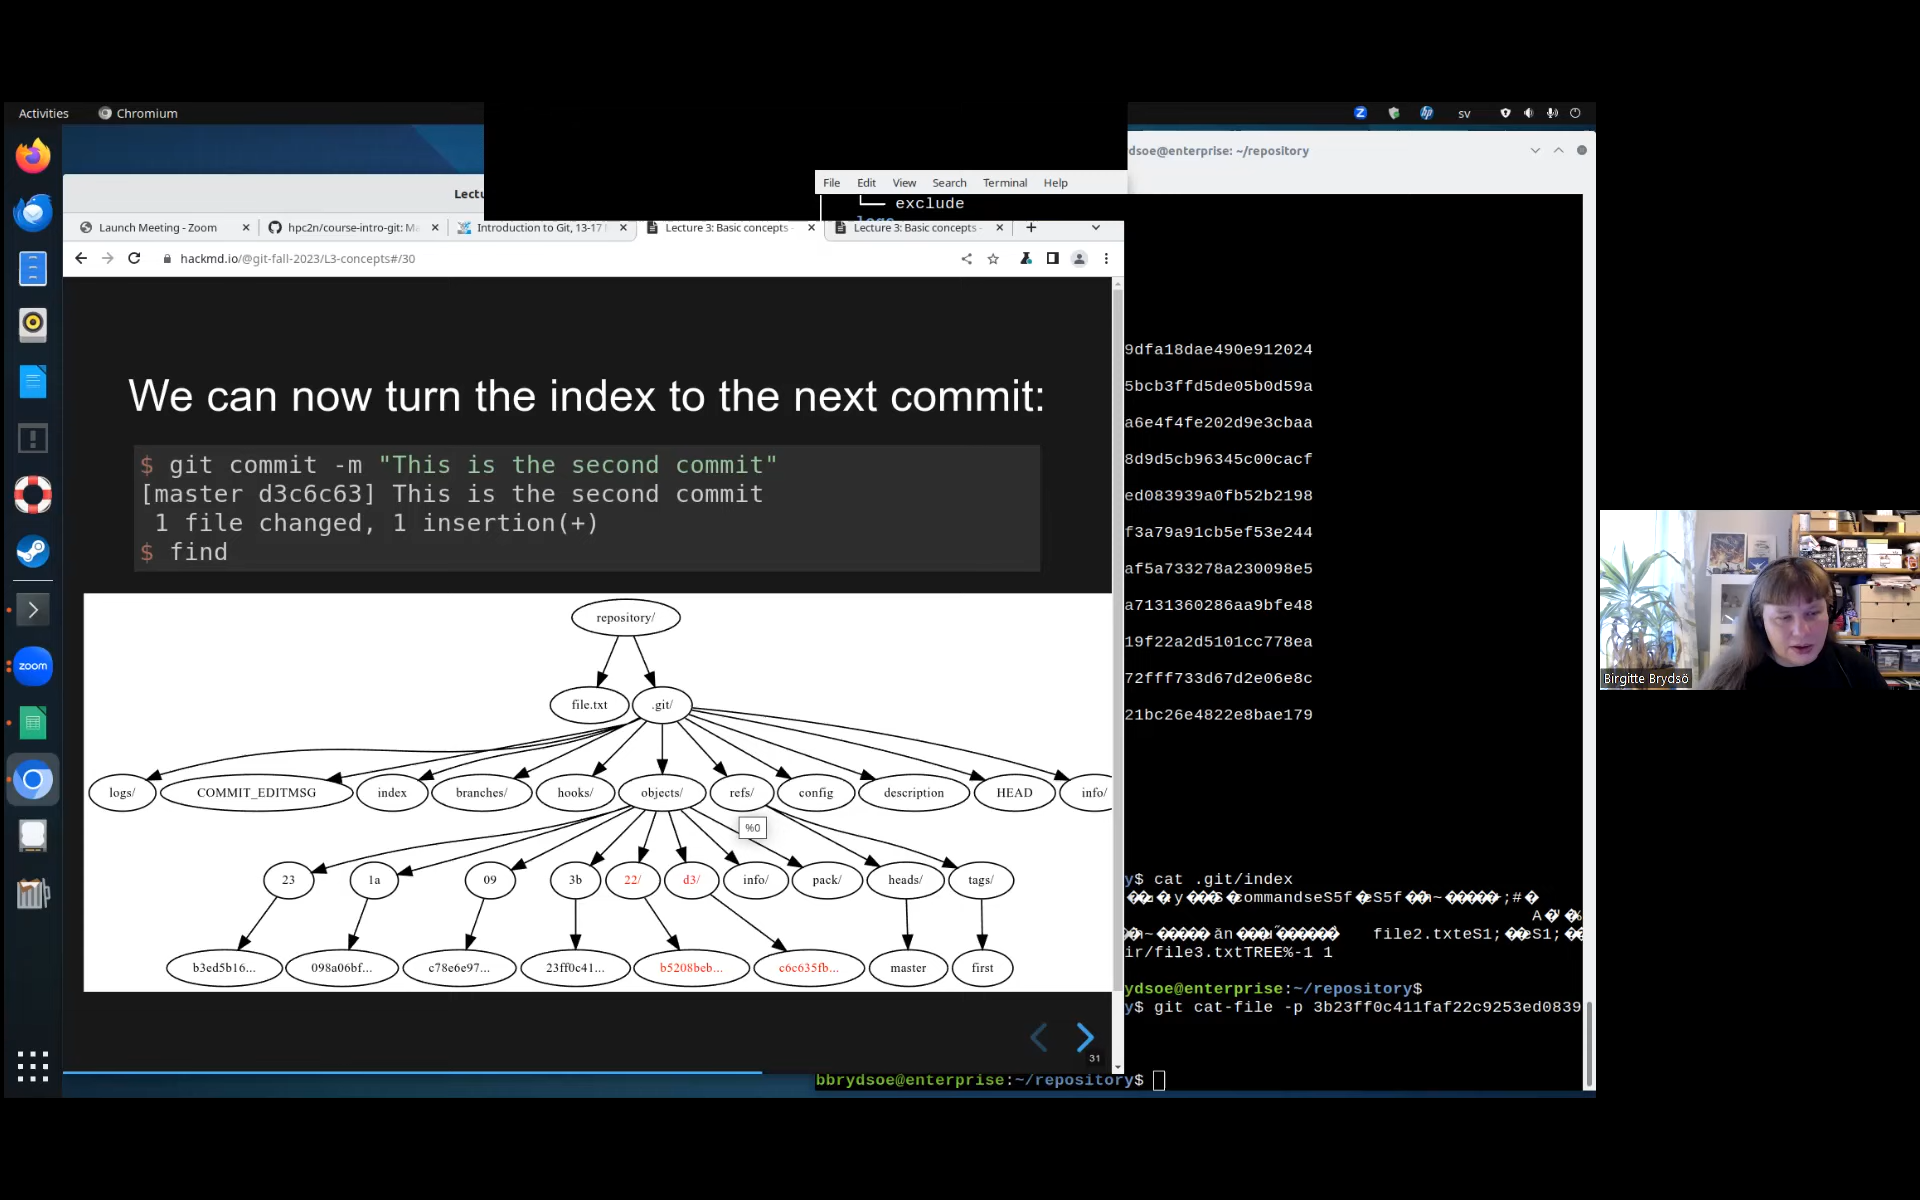 Activities
Chromium
sv
dsoe@enterprise: ~/repository
File Edit View Search Terminal Help
exclude
Launch Meeting - Zoom
hpc2n/course-intro-git: M
Introduction to Git, 13-17
Lecture 3: Basic concepts -
Lecture 3: Basic concepts -
hackmd.io/@git-fall-2023/L3-concepts#/30
We can now turn the index to the next commit:
$ git commit -m "This is the second commit"
[master d3c6c63] This is the second commit
1 file changed, 1 insertion(+)
$ find
repository/
file.txt .git/
logs/ COMMIT_EDITMSG index branches/ hooks/ objects/ refs/ config description HEAD info/
%0
23 1a 09 3b 22/ d3/ info/ pack/ heads/ tags/
b3ed5b16... 098a06bf... c78e6e97... 23ff0c41... b5208beb... c6c635fb... master first
31
9dfa18dae490e912024
5bcb3ffd5de05b0d59a
a6e4f4fe202d9e3cbaa
8d9d5cb96345c00cacf
ed083939a0fb52b2198
f3a79a91cb5ef53e244
af5a733278a230098e5
a7131360286aa9bfe48
19f22a2d5101cc778ea
72fff733d67d2e06e8c
21bc26e4822e8bae179
y$ cat .git/index
file2.txt
ir/file3.txtTREE%-1 1
ydsoe@enterprise:~/repository$
y$ git cat-file -p 3b23ff0c411faf22c9253ed0839
bbrydsoe@enterprise:~/repository$
zoom
Birgitte Brydsö